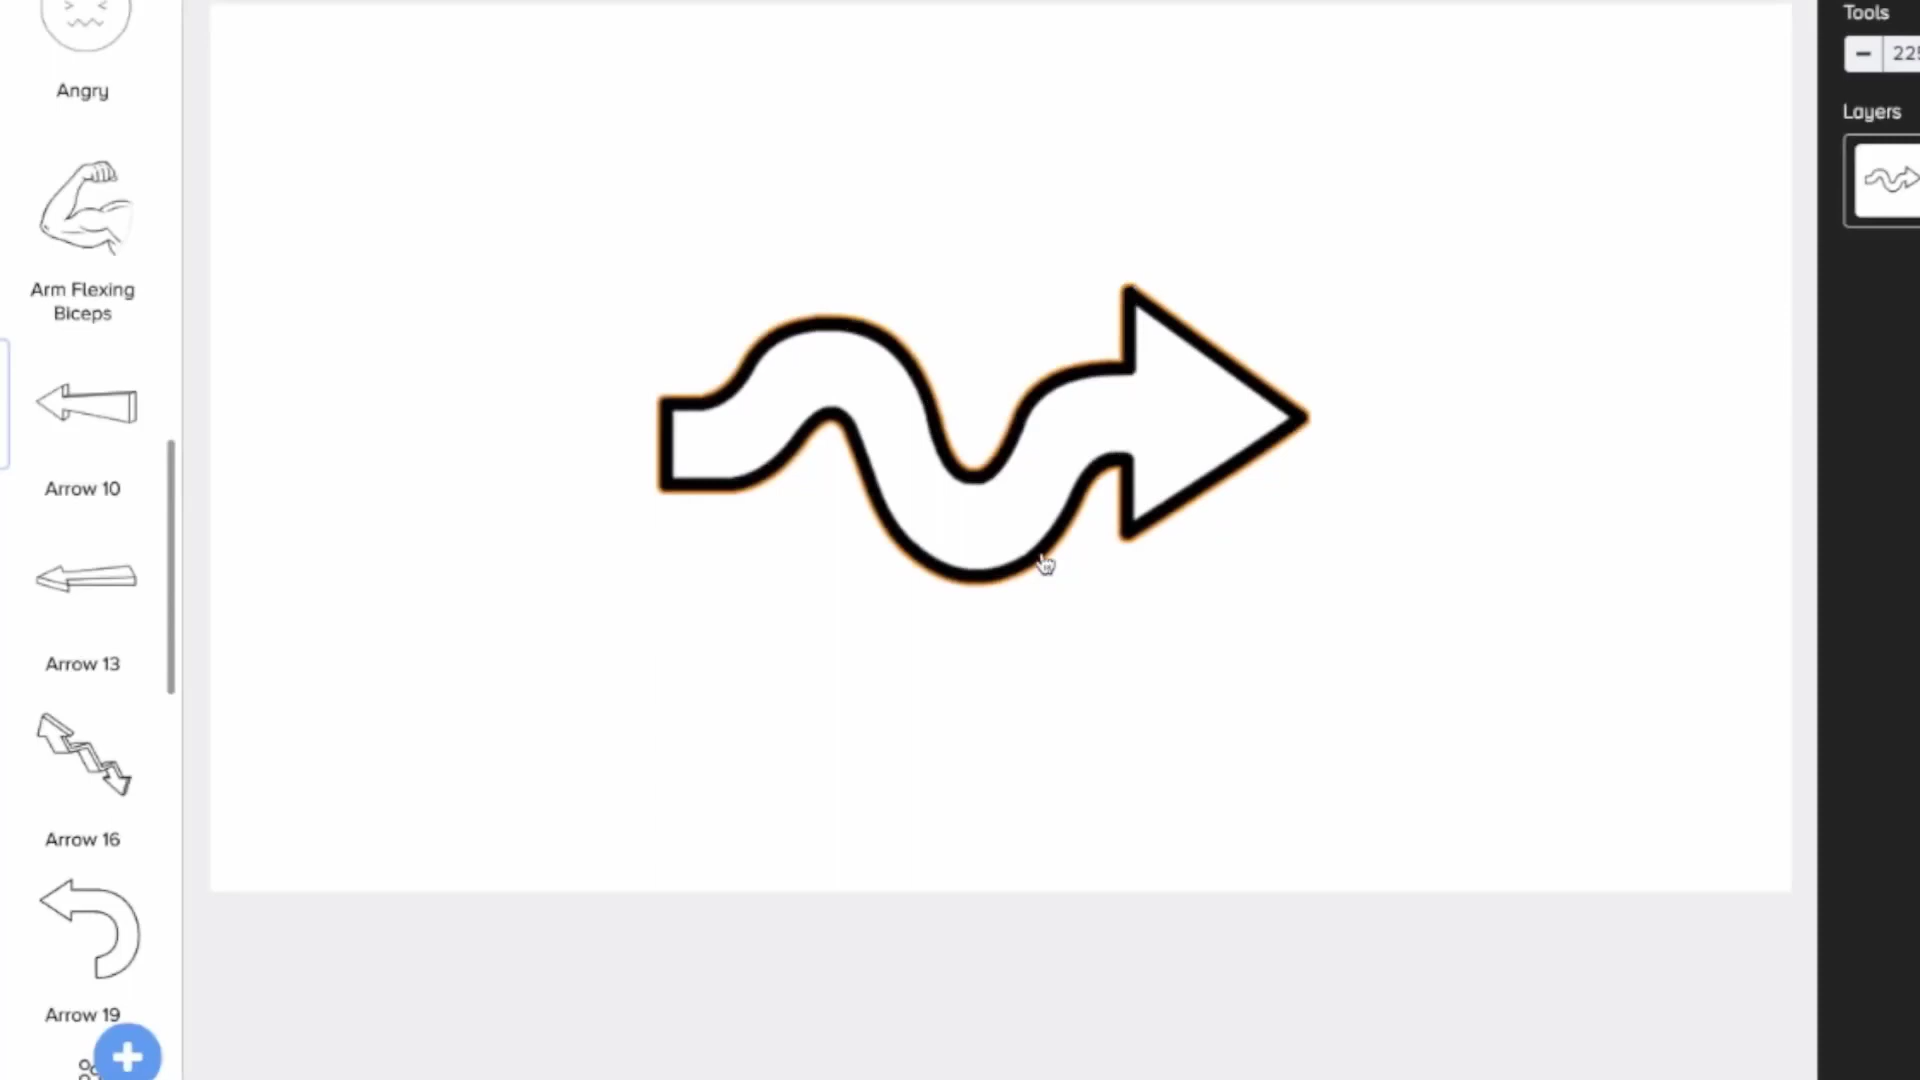 Angry
Arm Flexing
Biceps
Arrow 10
Arrow 13
Arrow 16
Arrow 19
Tools
Layers